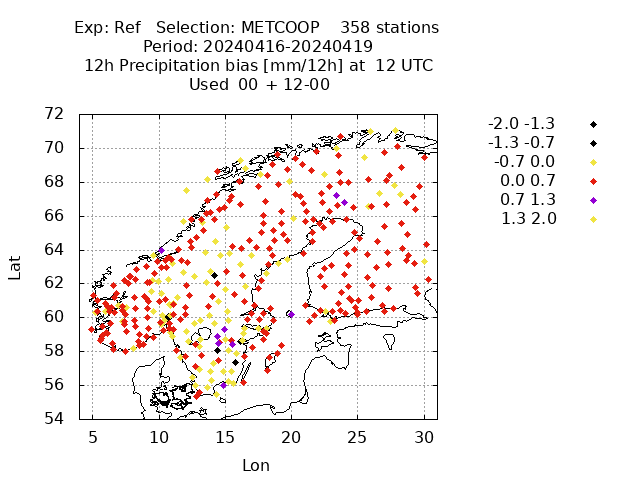 Exp: Ref   Selection: METCOOP    358 stations
Period: 20240416-20240419
12h Precipitation bias [mm/12h] at  12 UTC
Used  00  + 12-00
72
70
68
66
64
62
60
58
56
54
5 10 15 20 25 30
Lat
Lon
-2.0 -1.3
-1.3 -0.7
-0.7 0.0
0.0 0.7
0.7 1.3
1.3 2.0